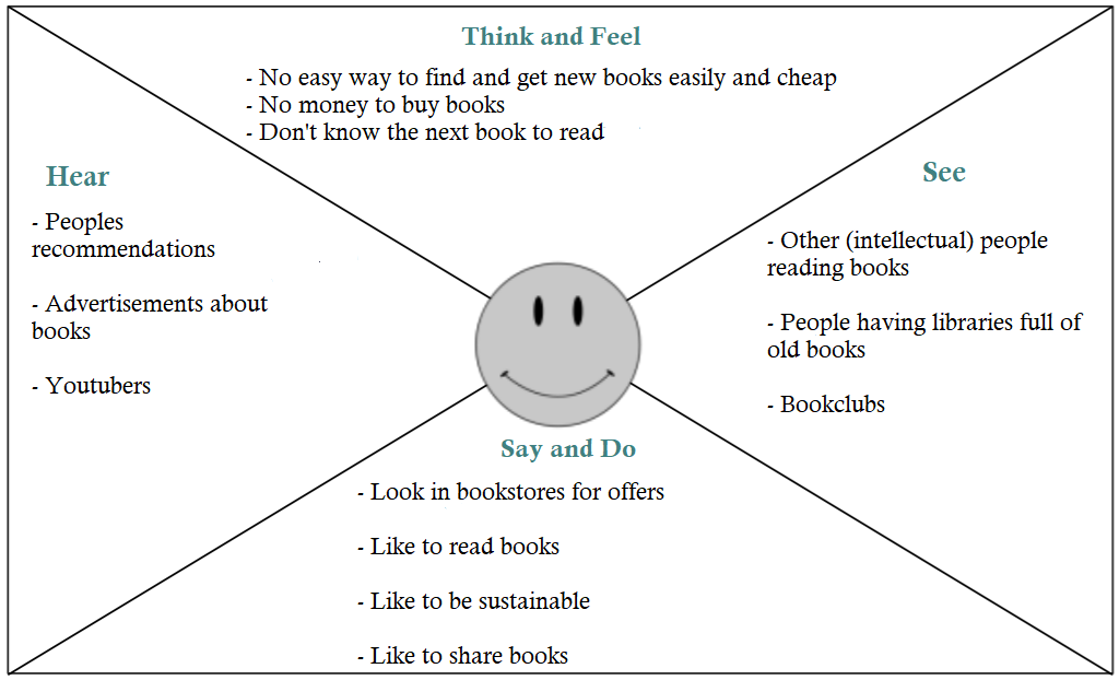 Think and Feel
- No easy way to find and get new books easily and cheap
- No money to buy books
- Don't know the next book to read
Hear
- Peoples
recommendations
- Advertisements about
books
- Youtubers
See
- Other (intellectual) people
reading books
- People having libraries full of
old books
- Bookclubs
Say and Do
- Look in bookstores for offers
- Like to read books
- Like to be sustainable
- Like to share books